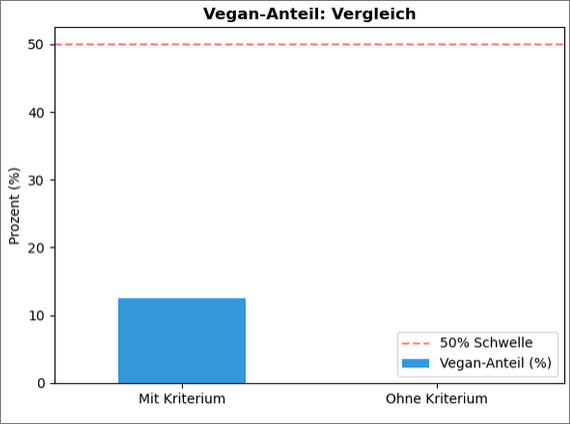 Vegan-Anteil: Vergleich
Prozent (%)
50
40
30
20
10
0
50% Schwelle
Vegan-Anteil (%)
Mit Kriterium
Ohne Kriterium